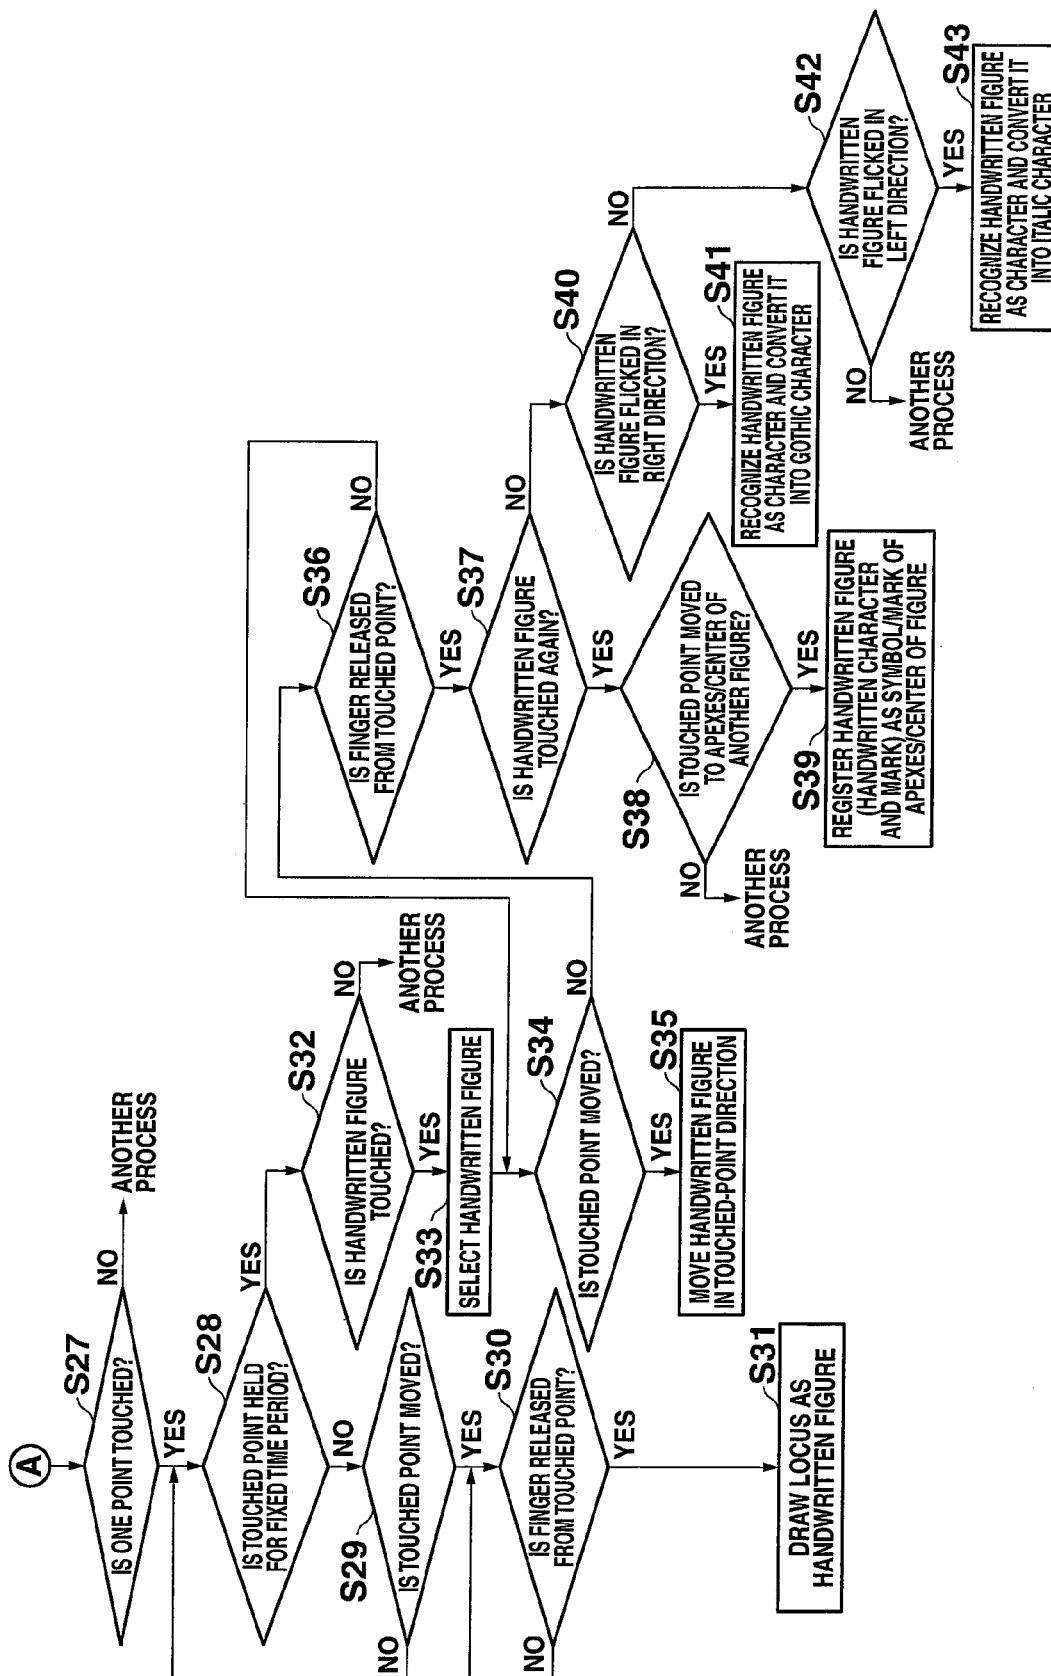 A
S27
IS ONE POINT TOUCHED?
NO
ANOTHER
PROCESS
YES
S28
IS TOUCHED POINT HELD
FOR FIXED TIME PERIOD?
YES
NO
S29
IS TOUCHED POINT MOVED?
NO
YES
S30
IS FINGER RELEASED
FROM TOUCHED POINT?
NO
YES
S31
DRAW LOCUS AS
HANDWRITTEN FIGURE
S32
IS HANDWRITTEN FIGURE
TOUCHED?
NO
ANOTHER
PROCESS
YES
S33
SELECT HANDWRITTEN FIGURE
S34
IS TOUCHED POINT MOVED?
NO
YES
S35
MOVE HANDWRITTEN FIGURE
IN TOUCHED-POINT DIRECTION
S36
IS FINGER RELEASED
FROM TOUCHED POINT?
NO
YES
S37
IS HANDWRITTEN FIGURE
TOUCHED AGAIN?
NO
YES
S38
IS TOUCHED POINT MOVED
TO APEXES/CENTER OF
ANOTHER FIGURE?
NO
ANOTHER
PROCESS
YES
S39
REGISTER HANDWRITTEN FIGURE
(HANDWRITTEN CHARACTER
AND MARK) AS SYMBOL/MARK OF
APEXES/CENTER OF FIGURE
S40
IS HANDWRITTEN
FIGURE FLICKED IN
RIGHT DIRECTION?
NO
YES
S41
RECOGNIZE HANDWRITTEN FIGURE
AS CHARACTER AND CONVERT IT
INTO GOTHIC CHARACTER
S42
IS HANDWRITTEN
FIGURE FLICKED IN
LEFT DIRECTION?
NO
ANOTHER
PROCESS
YES
S43
RECOGNIZE HANDWRITTEN FIGURE
AS CHARACTER AND CONVERT IT
INTO ITALIC CHARACTER